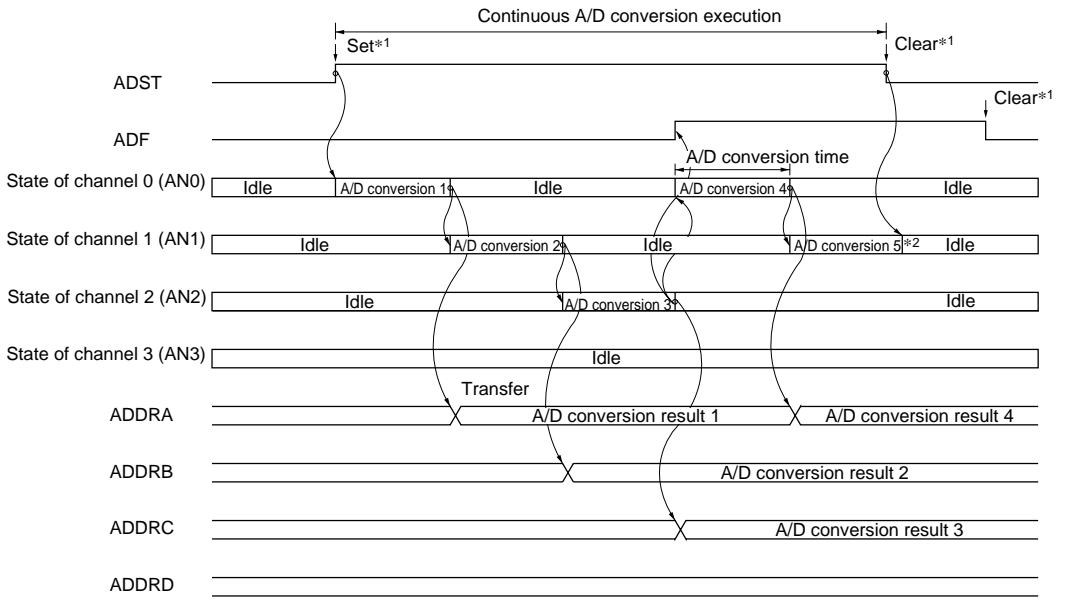 Continuous A/D conversion execution
Set*1
Clear*1
ADST
Clear*1
ADF
A/D conversion time
State of channel 0 (AN0)
Idle
A/D conversion 1
Idle
A/D conversion 4
Idle
State of channel 1 (AN1)
Idle
A/D conversion 2
Idle
A/D conversion 5
*2
Idle
State of channel 2 (AN2)
Idle
A/D conversion 3
Idle
State of channel 3 (AN3)
Idle
Transfer
ADDRA
A/D conversion result 1
A/D conversion result 4
ADDRB
A/D conversion result 2
ADDRC
A/D conversion result 3
ADDRD